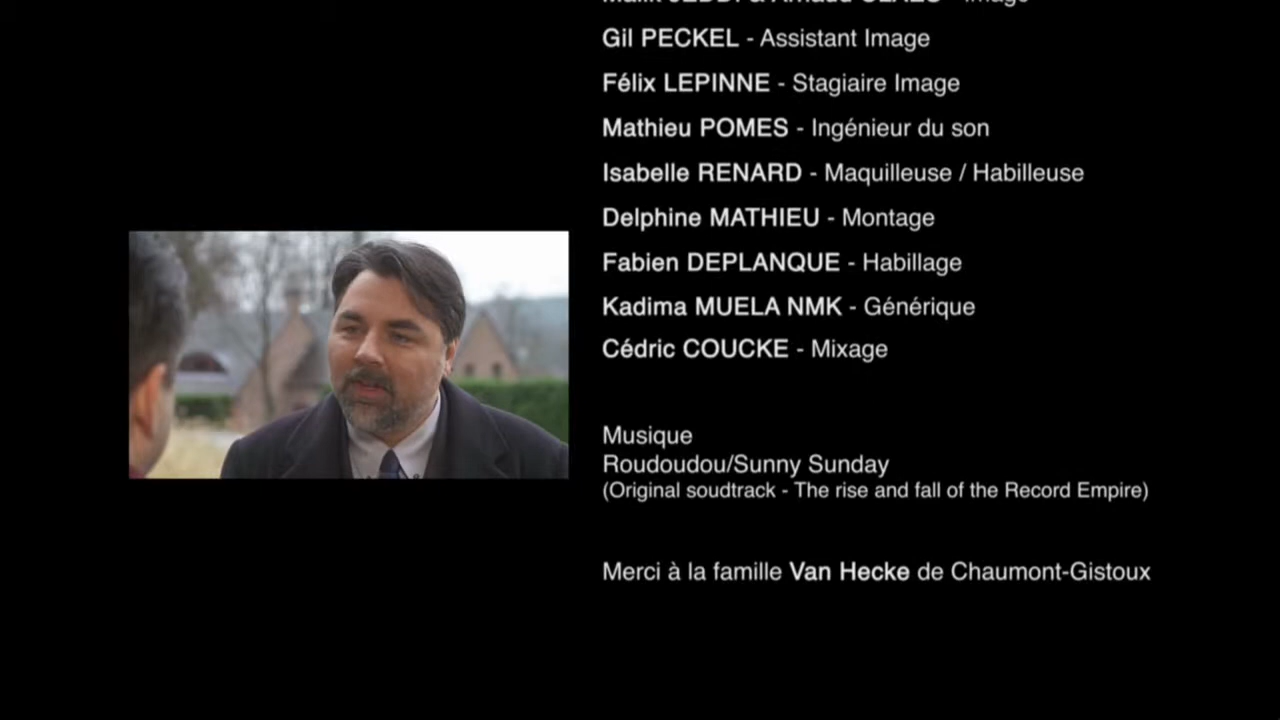 Gil PECKEL - Assistant Image
Félix LEPINNE - Stagiaire Image
Mathieu POMES - Ingénieur du son
Isabelle RENARD - Maquilleuse / Habilleuse
Delphine MATHIEU - Montage
Fabien DEPLANQUE - Habillage
Kadima MUELA NMK - Générique
Cédric COUCKE - Mixage
Musique
Roudoudou/Sunny Sunday
(Original soudtrack - The rise and fall of the Record Empire)
Merci à la famille Van Hecke de Chaumont-Gistoux